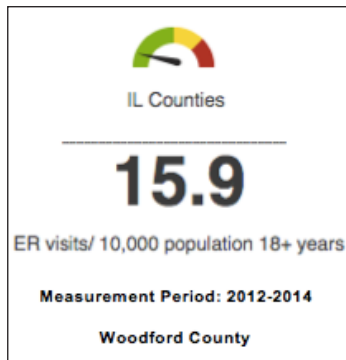 IL Counties
15.9
ER visits/ 10,000 population 18+ years
Measurement Period: 2012-2014
Woodford County